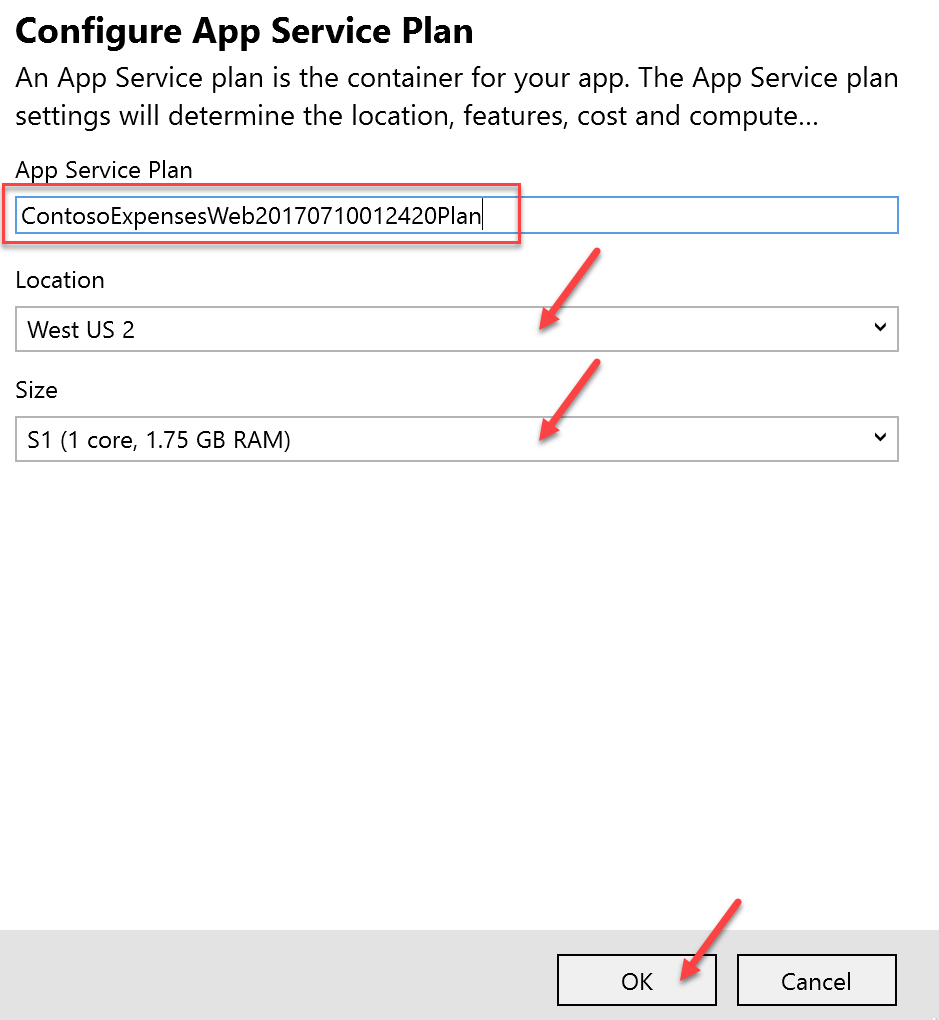 Configure App Service Plan
An App Service plan is the container for your app. The App Service plan
settings will determine the location, features, cost and compute...
App Service Plan
ContosoExpensesWeb20170710012420Plan
Location
West US 2
Size
S1 (1 core, 1.75 GB RAM)
OK
Cancel